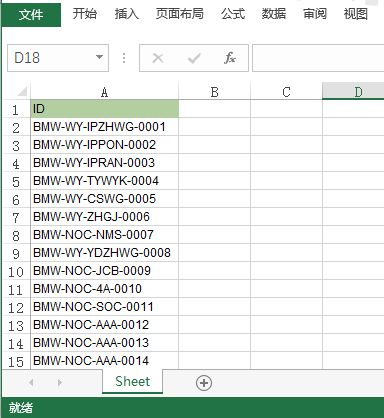 文件 开始 插入 页面布局 公式 数据 审阅 视图
D18 fx
A B C D
1 ID
2 BMW-WY-IPZHWG-0001
3 BMW-WY-IPPON-0002
4 BMW-WY-IPRAN-0003
5 BMW-WY-TYWYK-0004
6 BMW-WY-CSWG-0005
7 BMW-WY-ZHGJ-0006
8 BMW-NOC-NMS-0007
9 BMW-WY-YDZHWG-0008
10 BMW-NOC-JCB-0009
11 BMW-NOC-4A-0010
12 BMW-NOC-SOC-0011
13 BMW-NOC-AAA-0012
14 BMW-NOC-AAA-0013
15 BMW-NOC-AAA-0014
Sheet
就绪